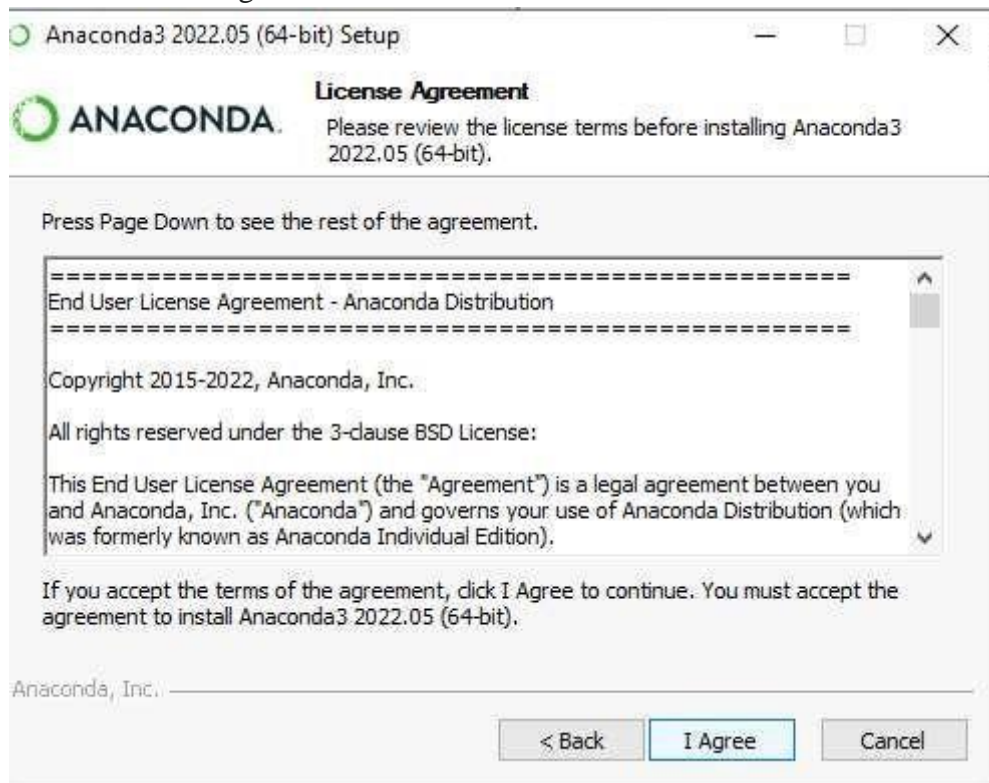 Anaconda3 2022.05 (64-bit) Setup
ANACONDA.
License Agreement
Please review the license terms before installing Anaconda3
2022.05 (64-bit).
Press Page Down to see the rest of the agreement.
==================================================
End User License Agreement - Anaconda Distribution
==================================================
Copyright 2015-2022, Anaconda, Inc.
All rights reserved under the 3-clause BSD License:
This End User License Agreement (the "Agreement") is a legal agreement between you
and Anaconda, Inc. ("Anaconda") and governs your use of Anaconda Distribution (which
was formerly known as Anaconda Individual Edition).
If you accept the terms of the agreement, click I Agree to continue. You must accept the
agreement to install Anaconda3 2022.05 (64-bit).
Anaconda, Inc.
< Back
I Agree
Cancel